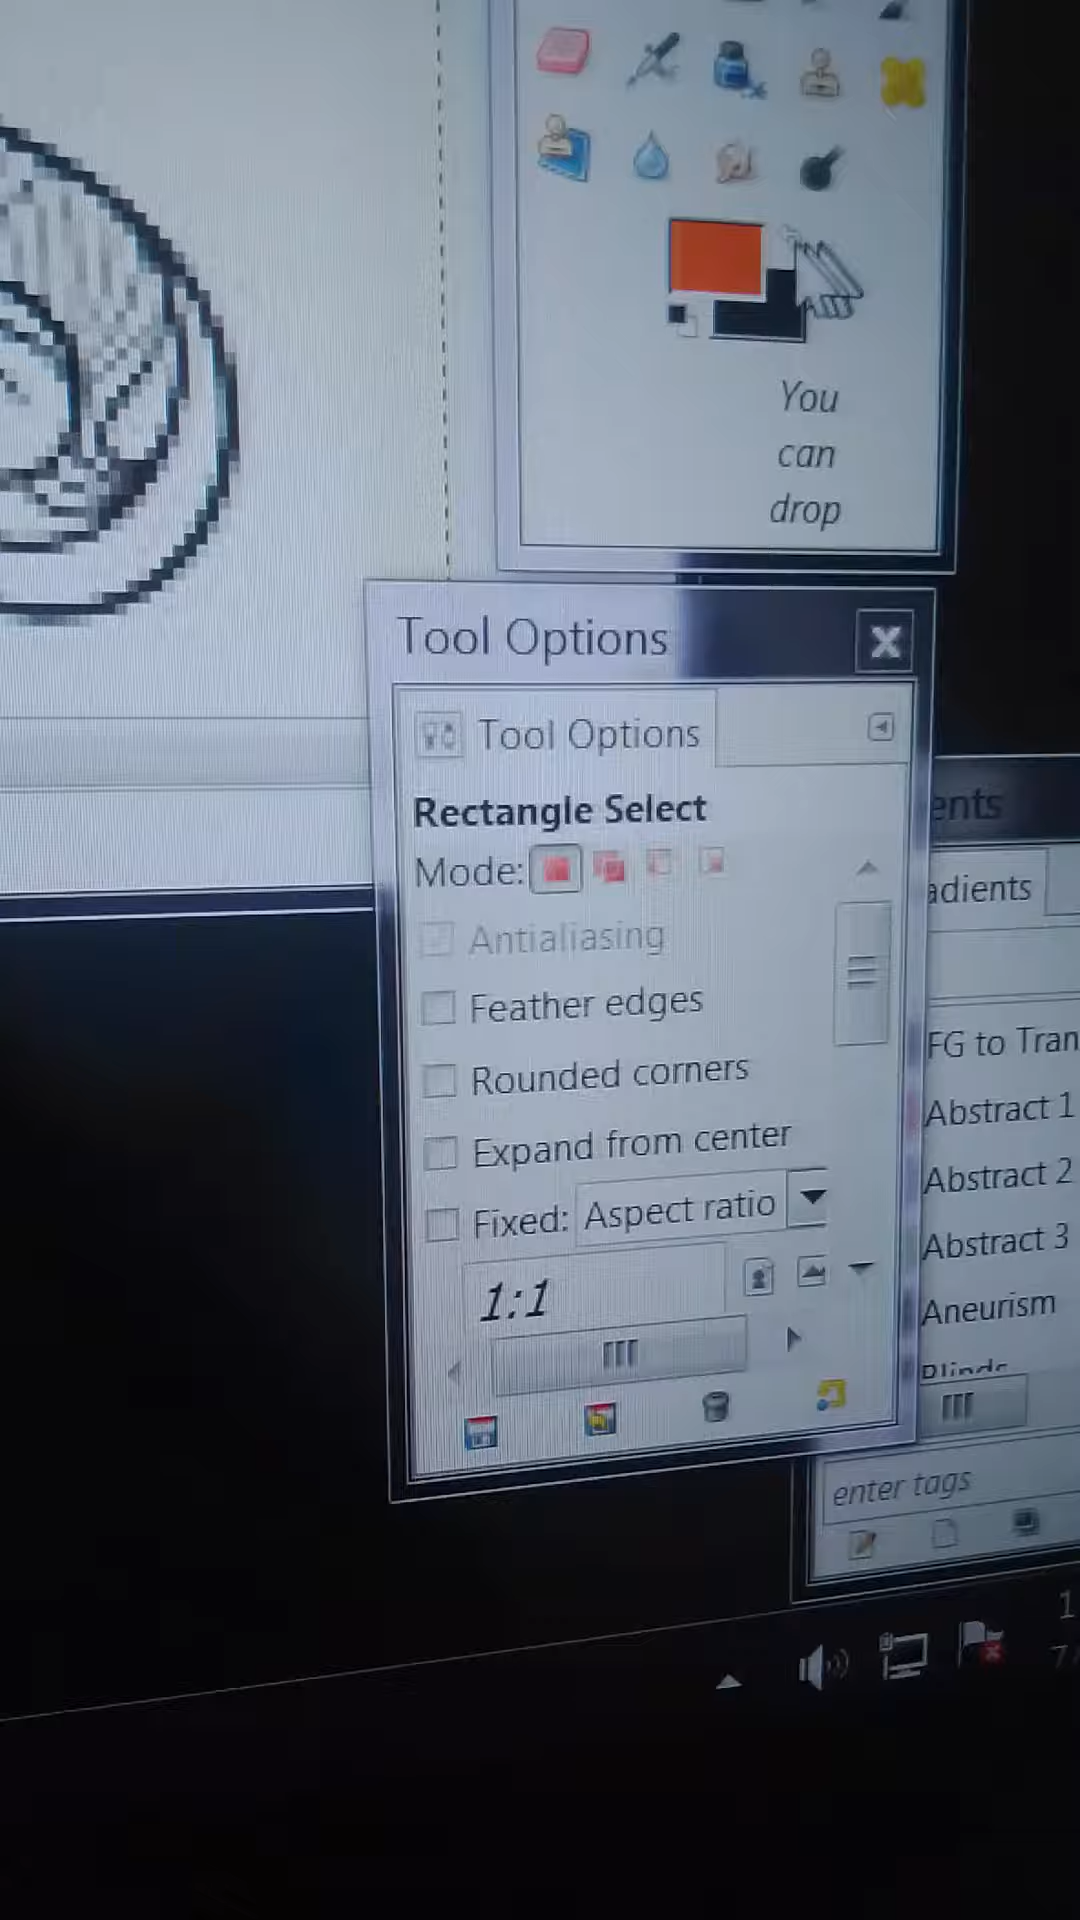 You
can
drop
Tool Options
Tool Options
Rectangle Select
Mode:
Antialiasing
Feather edges
Rounded corners
Expand from center
Fixed: Aspect ratio
1:1
ents
adients
FG to Tran
Abstract 1
Abstract 2
Abstract 3
Aneurism
enter tags
1